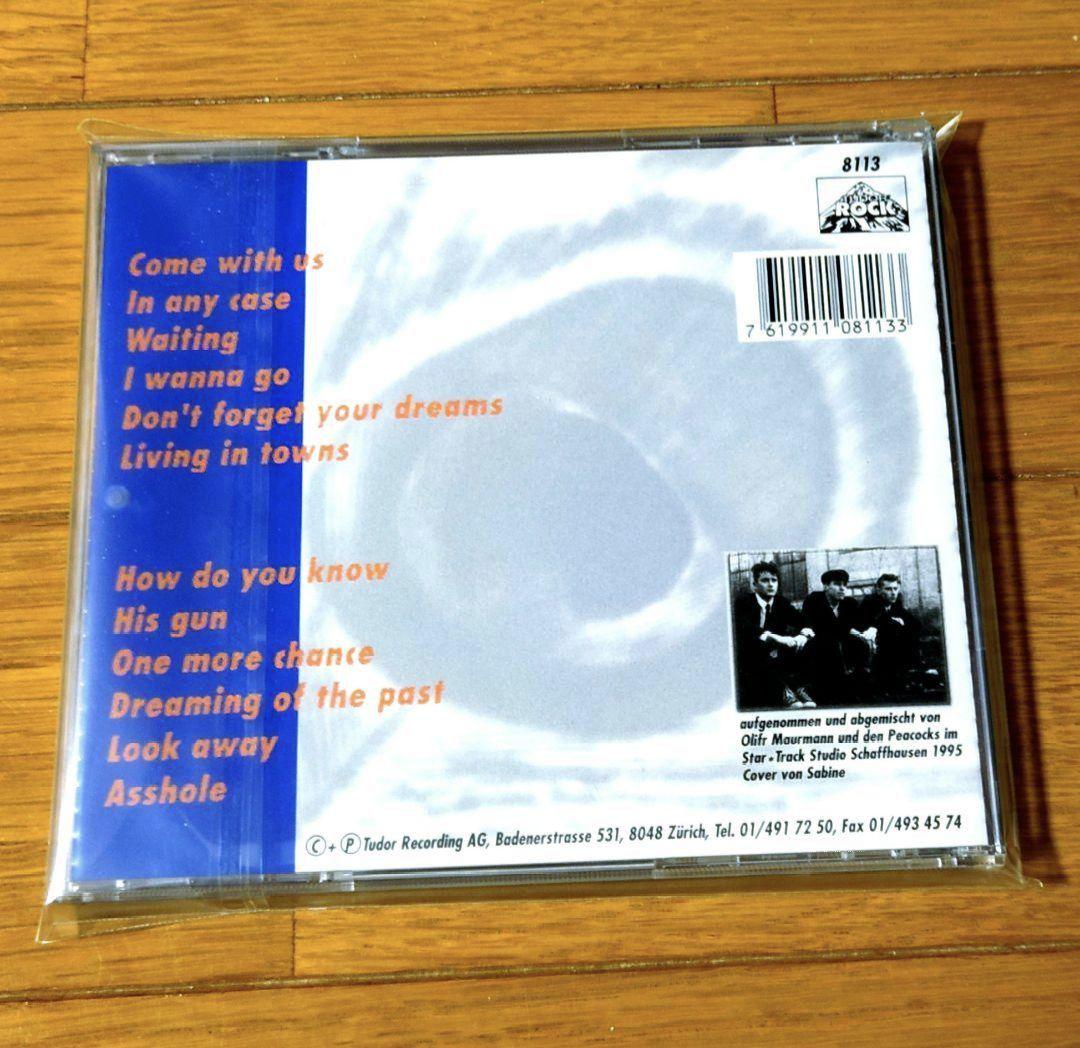 8113
ROCK
7 619911 081133
Come with us
In any case
Waiting
I wanna go
Don't forget your dreams
Living in towns
How do you know
His gun
One more chance
Dreaming of the past
Look away
Asshole
aufgenommen und abgemischt von
Olifr Maurmann und den Peacocks im
Star•Track Studio Schaffhausen 1995
Cover von Sabine
©+℗ Tudor Recording AG, Badenerstrasse 531, 8048 Zürich, Tel. 01/491 72 50, Fax 01/493 45 74